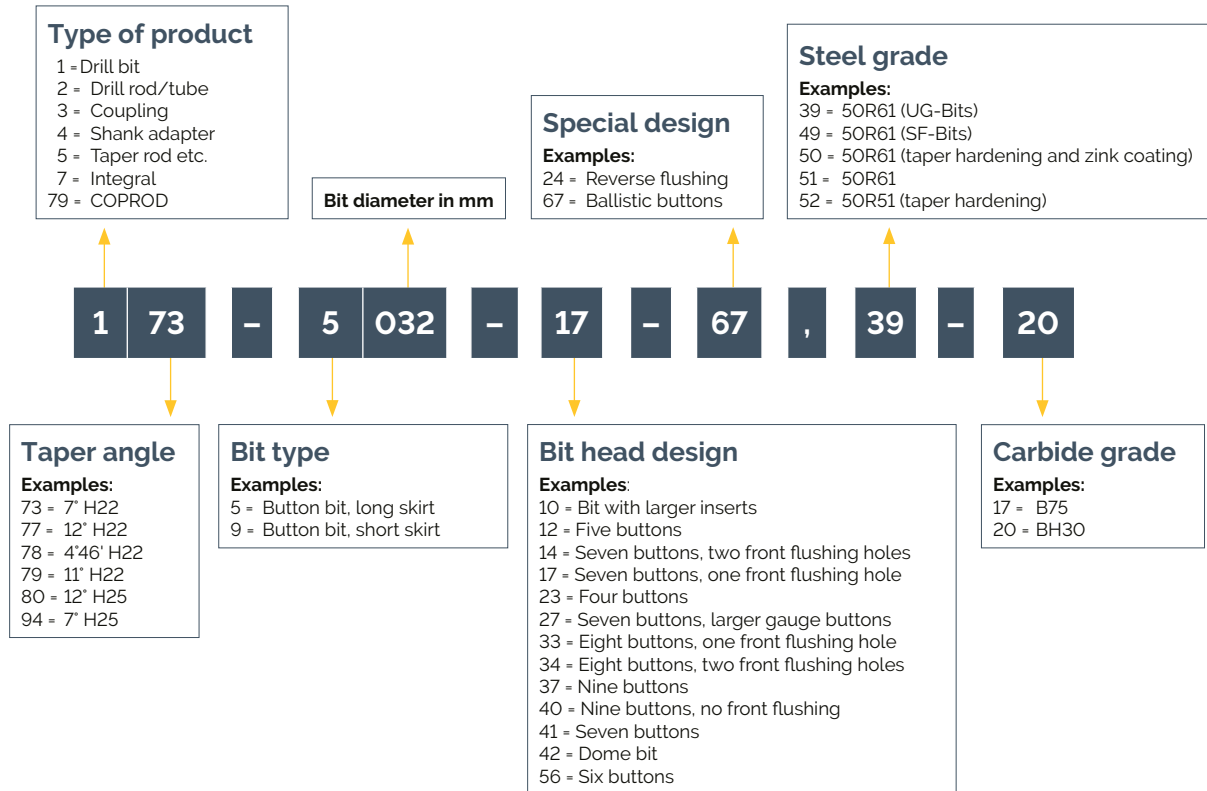 Type of product
1 = Drill bit
2 = Drill rod/tube
3 = Coupling
4 = Shank adapter
5 = Taper rod etc.
7 = Integral
79 = COPROD
Bit diameter in mm
Special design
Examples:
24 = Reverse flushing
67 = Ballistic buttons
Steel grade
Examples:
39 = 50R61 (UG-Bits)
49 = 50R61 (SF-Bits)
50 = 50R61 (taper hardening and zink coating)
51 = 50R61
52 = 50R51 (taper hardening)
1 73 – 5 032 – 17 – 67 , 39 – 20
Taper angle
Examples:
73 = 7° H22
77 = 12° H22
78 = 4°46' H22
79 = 11° H22
80 = 12° H25
94 = 7° H25
Bit type
Examples:
5 = Button bit, long skirt
9 = Button bit, short skirt
Bit head design
Examples:
10 = Bit with larger inserts
12 = Five buttons
14 = Seven buttons, two front flushing holes
17 = Seven buttons, one front flushing hole
23 = Four buttons
27 = Seven buttons, larger gauge buttons
33 = Eight buttons, one front flushing hole
34 = Eight buttons, two front flushing holes
37 = Nine buttons
40 = Nine buttons, no front flushing
41 = Seven buttons
42 = Dome bit
56 = Six buttons
Carbide grade
Examples:
17 = B75
20 = BH30